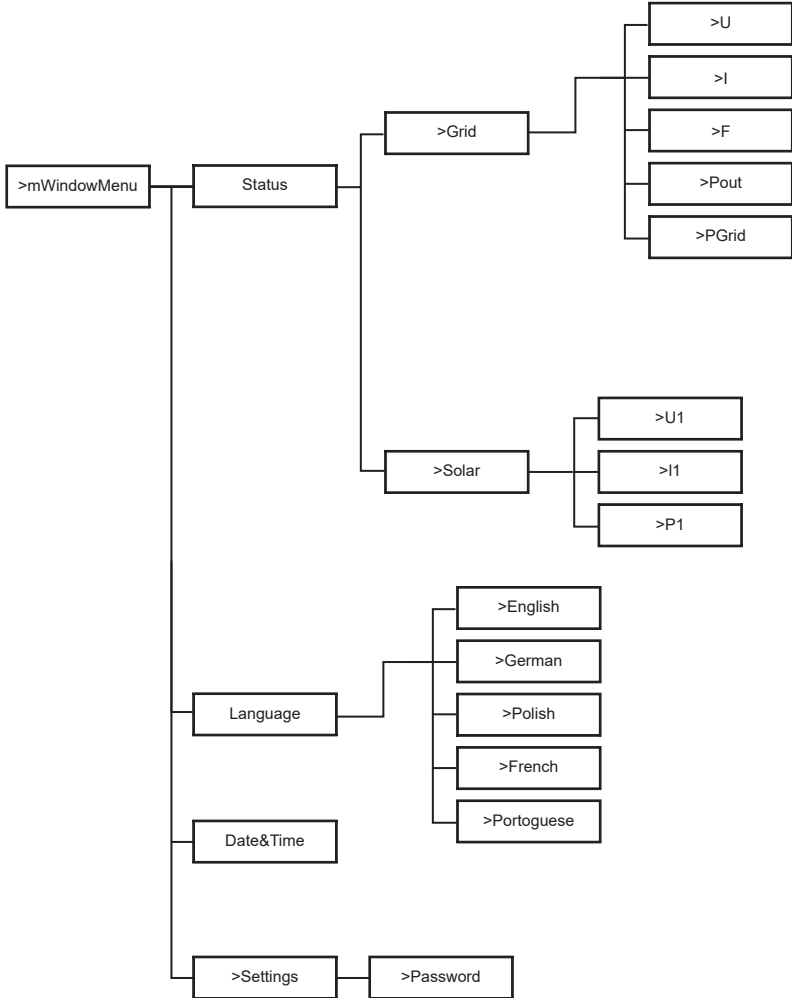 >U
>I
>F
>Pout
>PGrid
>Grid
>mWindowMenu
Status
>Solar
>U1
>I1
>P1
Language
>English
>German
>Polish
>French
>Portoguese
Date&Time
>Settings
>Password